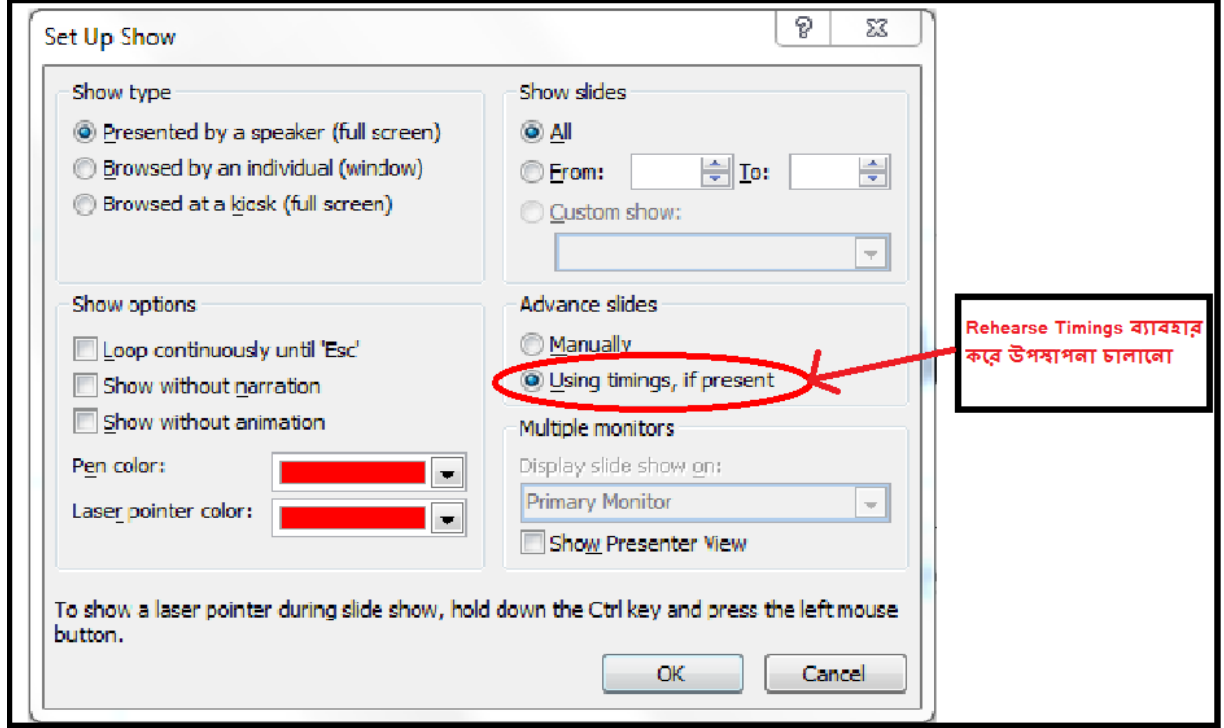 Set Up Show
Show type
Presented by a speaker (full screen)
Browsed by an individual (window)
Browsed at a kiosk (full screen)
Show slides
All
From: To:
Custom show:
Show options
Loop continuously until 'Esc'
Show without narration
Show without animation
Pen color:
Laser pointer color:
Advance slides
Manually
Using timings, if present
Multiple monitors
Display slide show on:
Primary Monitor
Show Presenter View
Rehearse Timings ব্যাবহার
করে উপস্থাপনা চালানো
To show a laser pointer during slide show, hold down the Ctrl key and press the left mouse
button.
OK Cancel